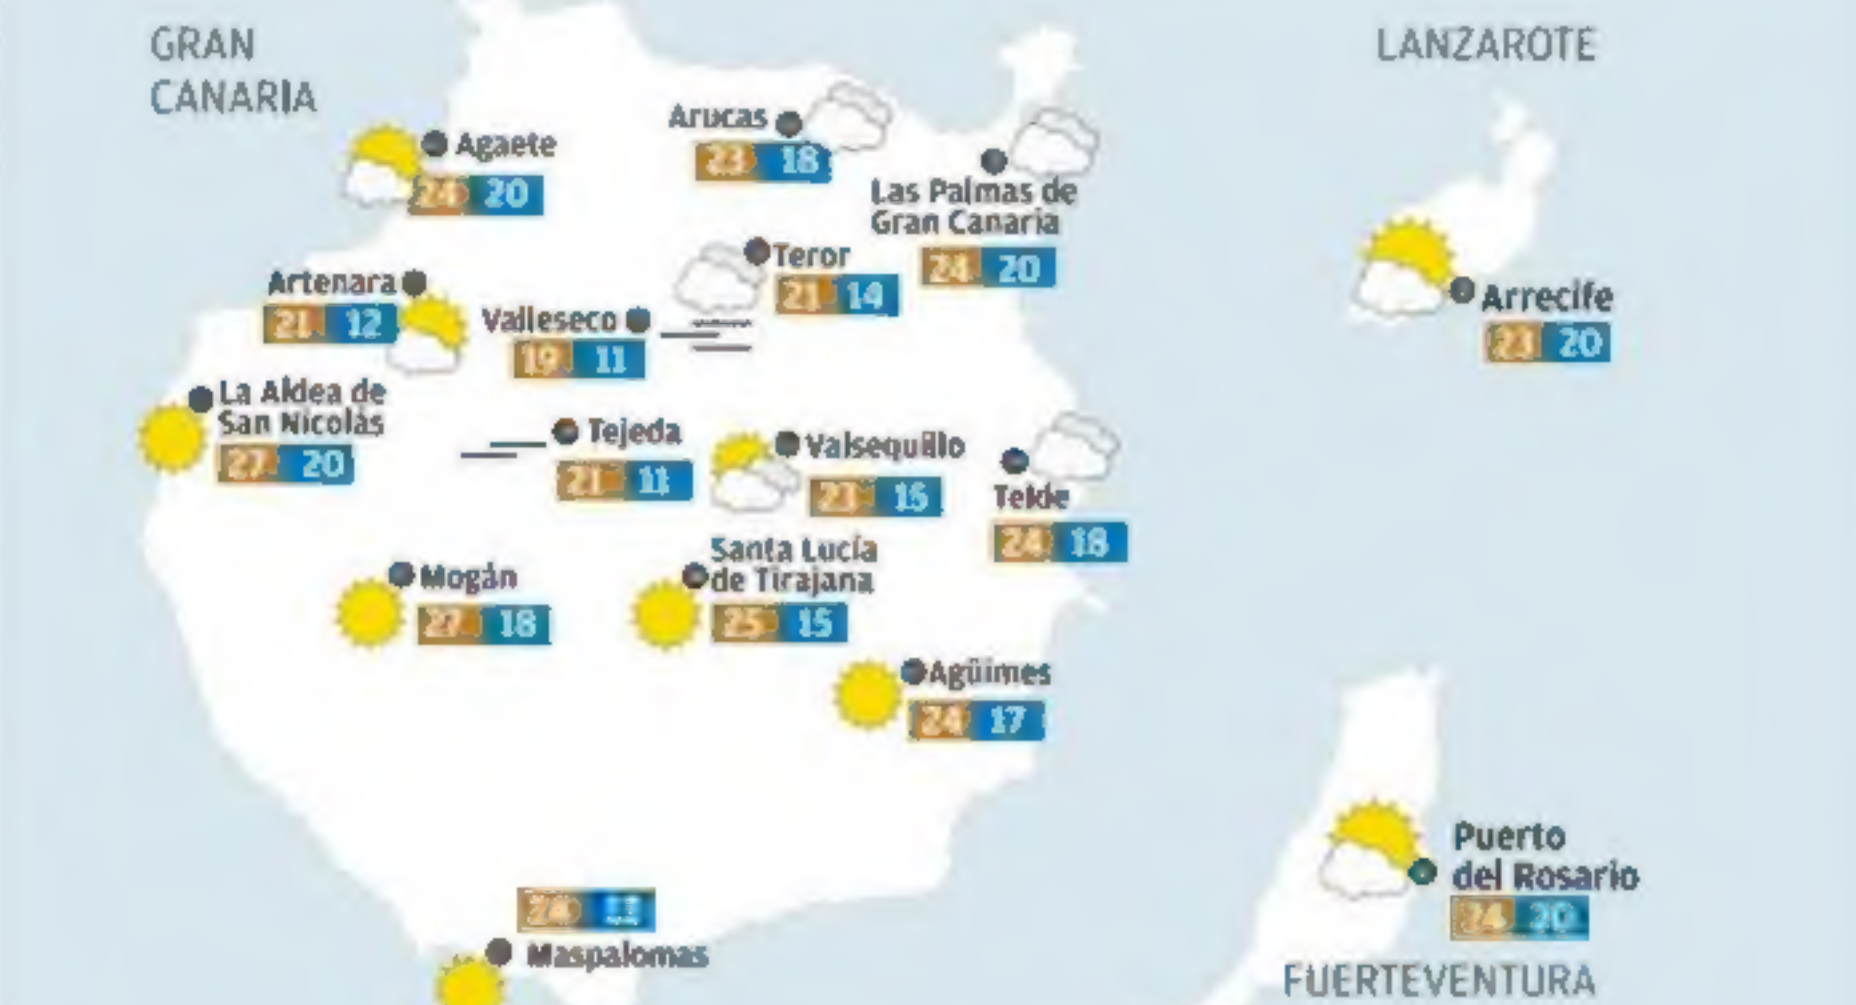 GRAN
CANARIA
LANZAROTE
Arucas
23 18
Agaete
24 20
Las Palmas de
Gran Canaria
24 20
Teror
21 14
Artenara
21 12
Valleseco
19 11
Arrecife
23 20
La Aldea de
San Nicolás
27 20
Tejeda
21 11
Valsequillo
23 15
Telde
24 18
Santa Lucía
de Tirajana
25 15
Mogán
27 18
Agüimes
24 17
Puerto
del Rosario
24 20
Maspalomas
FUERTEVENTURA